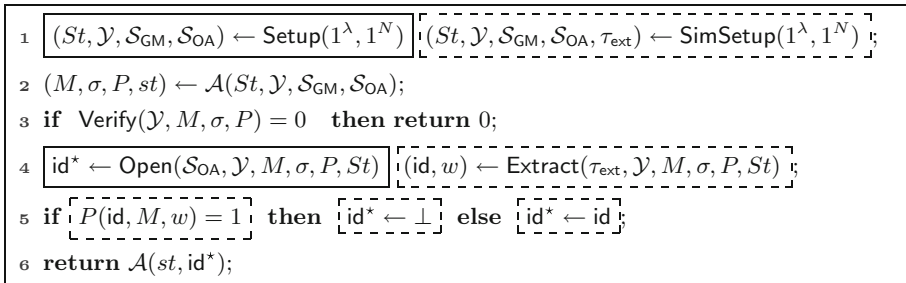 1 (St, 𝒴, 𝒮_GM, 𝒮_OA) ← Setup(1^λ, 1^N) (St, 𝒴, 𝒮_GM, 𝒮_OA, τ_ext) ← SimSetup(1^λ, 1^N);
2 (M, σ, P, st) ← 𝒜(St, 𝒴, 𝒮_GM, 𝒮_OA);
3 if Verify(𝒴, M, σ, P) = 0 then return 0;
4 id* ← Open(𝒮_OA, 𝒴, M, σ, P, St) (id, w) ← Extract(τ_ext, 𝒴, M, σ, P, St);
5 if P(id, M, w) = 1 then id* ← ⊥ else id* ← id;
6 return 𝒜(st, id*);